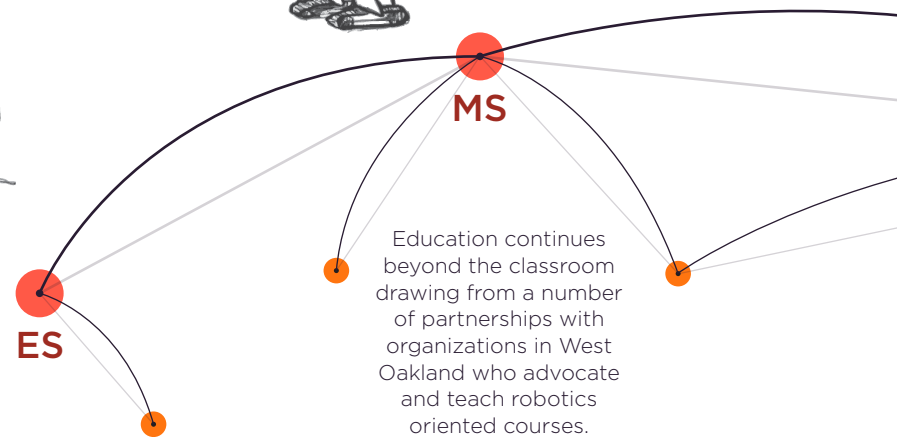 MS
Education continues
beyond the classroom
drawing from a number
of partnerships with
organizations in West
Oakland who advocate
and teach robotics
oriented courses.
ES